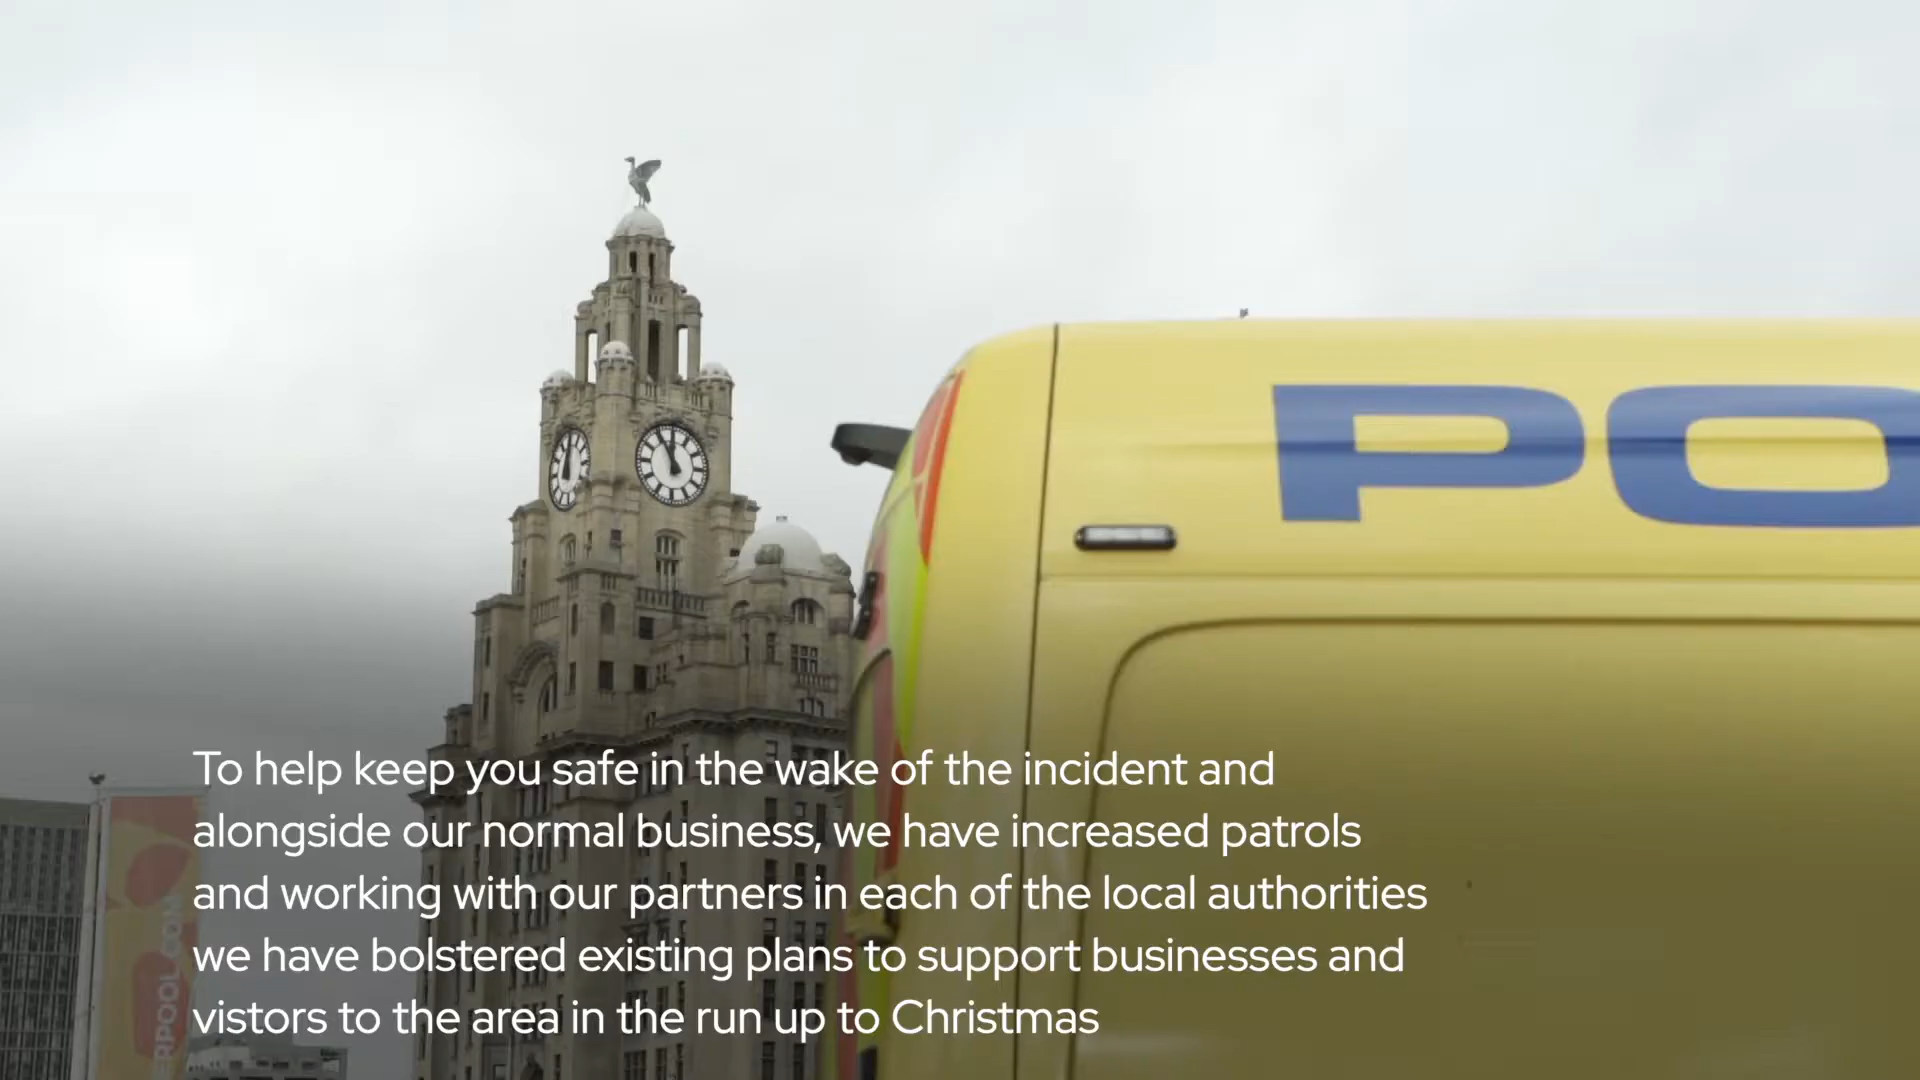 PO
To help keep you safe in the wake of the incident and
alongside our normal business, we have increased patrols
and working with our partners in each of the local authorities
we have bolstered existing plans to support businesses and
vistors to the area in the run up to Christmas
RPOOL.COM